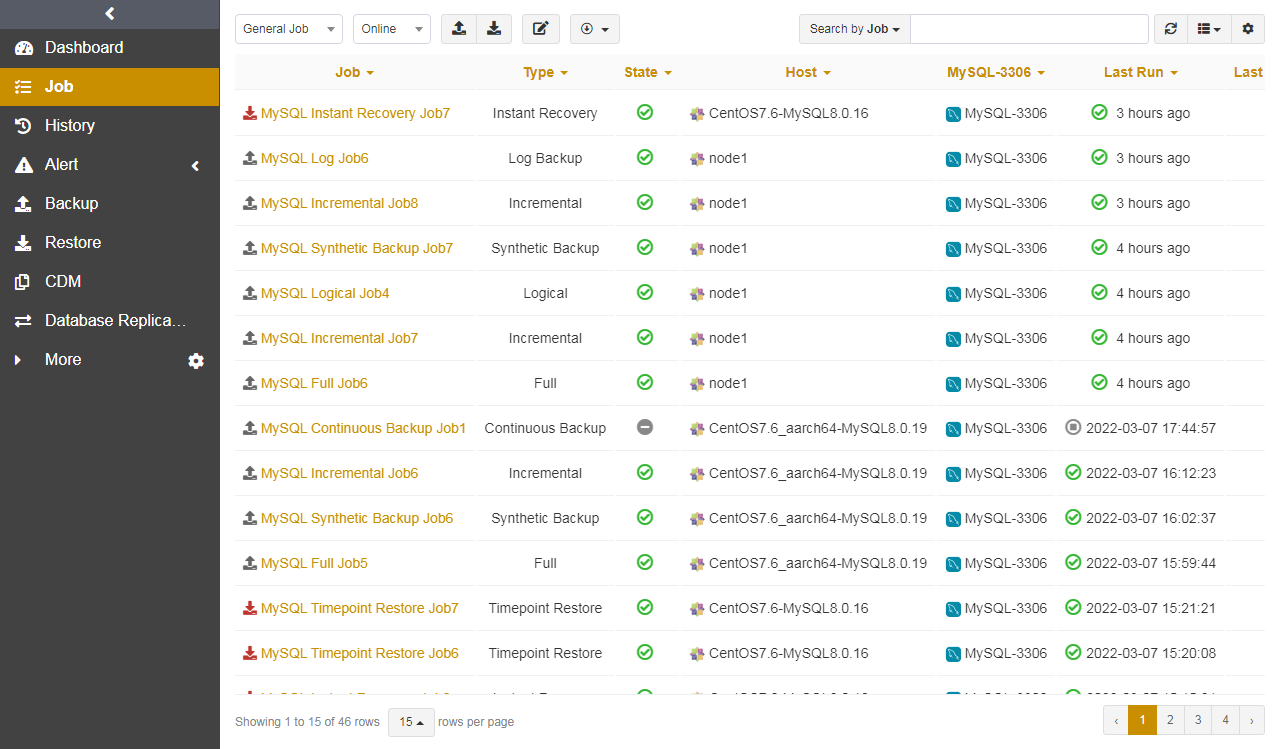 General Job Online Search by Job
Dashboard
Job
History
Alert
Backup
Restore
CDM
Database Replica…
More
Job Type State Host MySQL-3306 Last Run Last
MySQL Instant Recovery Job7 Instant Recovery CentOS7.6-MySQL8.0.16 MySQL-3306 3 hours ago
MySQL Log Job6 Log Backup node1 MySQL-3306 3 hours ago
MySQL Incremental Job8 Incremental node1 MySQL-3306 3 hours ago
MySQL Synthetic Backup Job7 Synthetic Backup node1 MySQL-3306 4 hours ago
MySQL Logical Job4 Logical node1 MySQL-3306 4 hours ago
MySQL Incremental Job7 Incremental node1 MySQL-3306 4 hours ago
MySQL Full Job6 Full node1 MySQL-3306 4 hours ago
MySQL Continuous Backup Job1 Continuous Backup CentOS7.6_aarch64-MySQL8.0.19 MySQL-3306 2022-03-07 17:44:57
MySQL Incremental Job6 Incremental CentOS7.6_aarch64-MySQL8.0.19 MySQL-3306 2022-03-07 16:12:23
MySQL Synthetic Backup Job6 Synthetic Backup CentOS7.6_aarch64-MySQL8.0.19 MySQL-3306 2022-03-07 16:02:37
MySQL Full Job5 Full CentOS7.6_aarch64-MySQL8.0.19 MySQL-3306 2022-03-07 15:59:44
MySQL Timepoint Restore Job7 Timepoint Restore CentOS7.6-MySQL8.0.16 MySQL-3306 2022-03-07 15:21:21
MySQL Timepoint Restore Job6 Timepoint Restore CentOS7.6-MySQL8.0.16 MySQL-3306 2022-03-07 15:20:08
Showing 1 to 15 of 46 rows 15 rows per page ‹ 1 2 3 4 ›